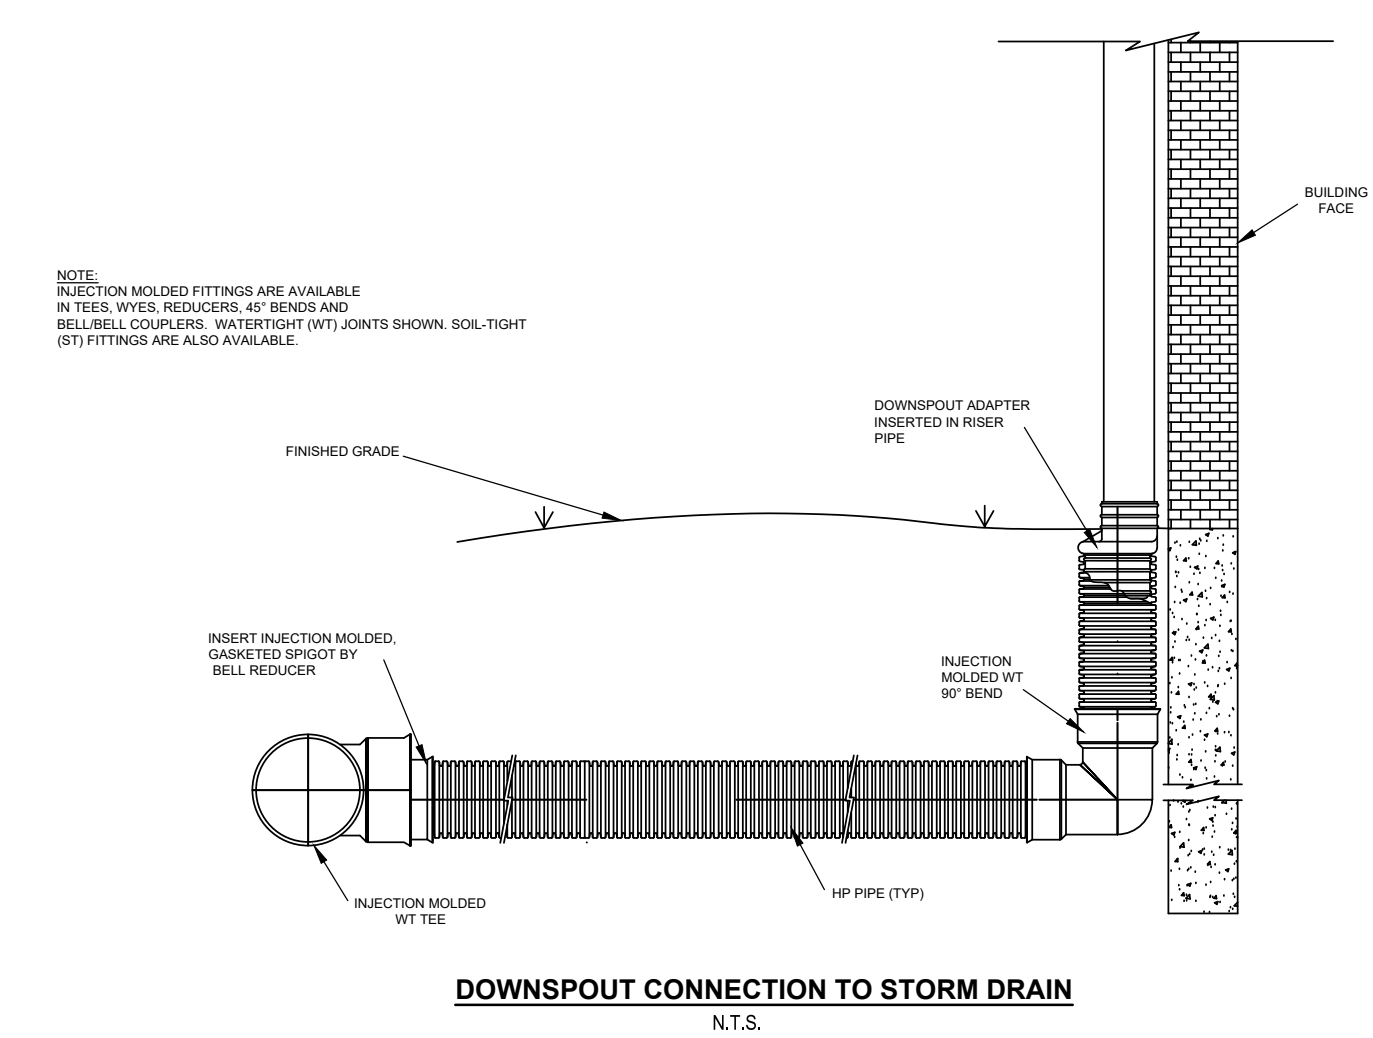 BUILDING
FACE
NOTE:
INJECTION MOLDED FITTINGS ARE AVAILABLE
IN TEES, WYES, REDUCERS, 45° BENDS AND
BELL/BELL COUPLERS. WATERTIGHT (WT) JOINTS SHOWN. SOIL-TIGHT
(ST) FITTINGS ARE ALSO AVAILABLE.
DOWNSPOUT ADAPTER
INSERTED IN RISER
PIPE
FINISHED GRADE
INSERT INJECTION MOLDED,
GASKETED SPIGOT BY
BELL REDUCER
INJECTION
MOLDED WT
90° BEND
HP PIPE (TYP)
INJECTION MOLDED
WT TEE
DOWNSPOUT CONNECTION TO STORM DRAIN
N.T.S.